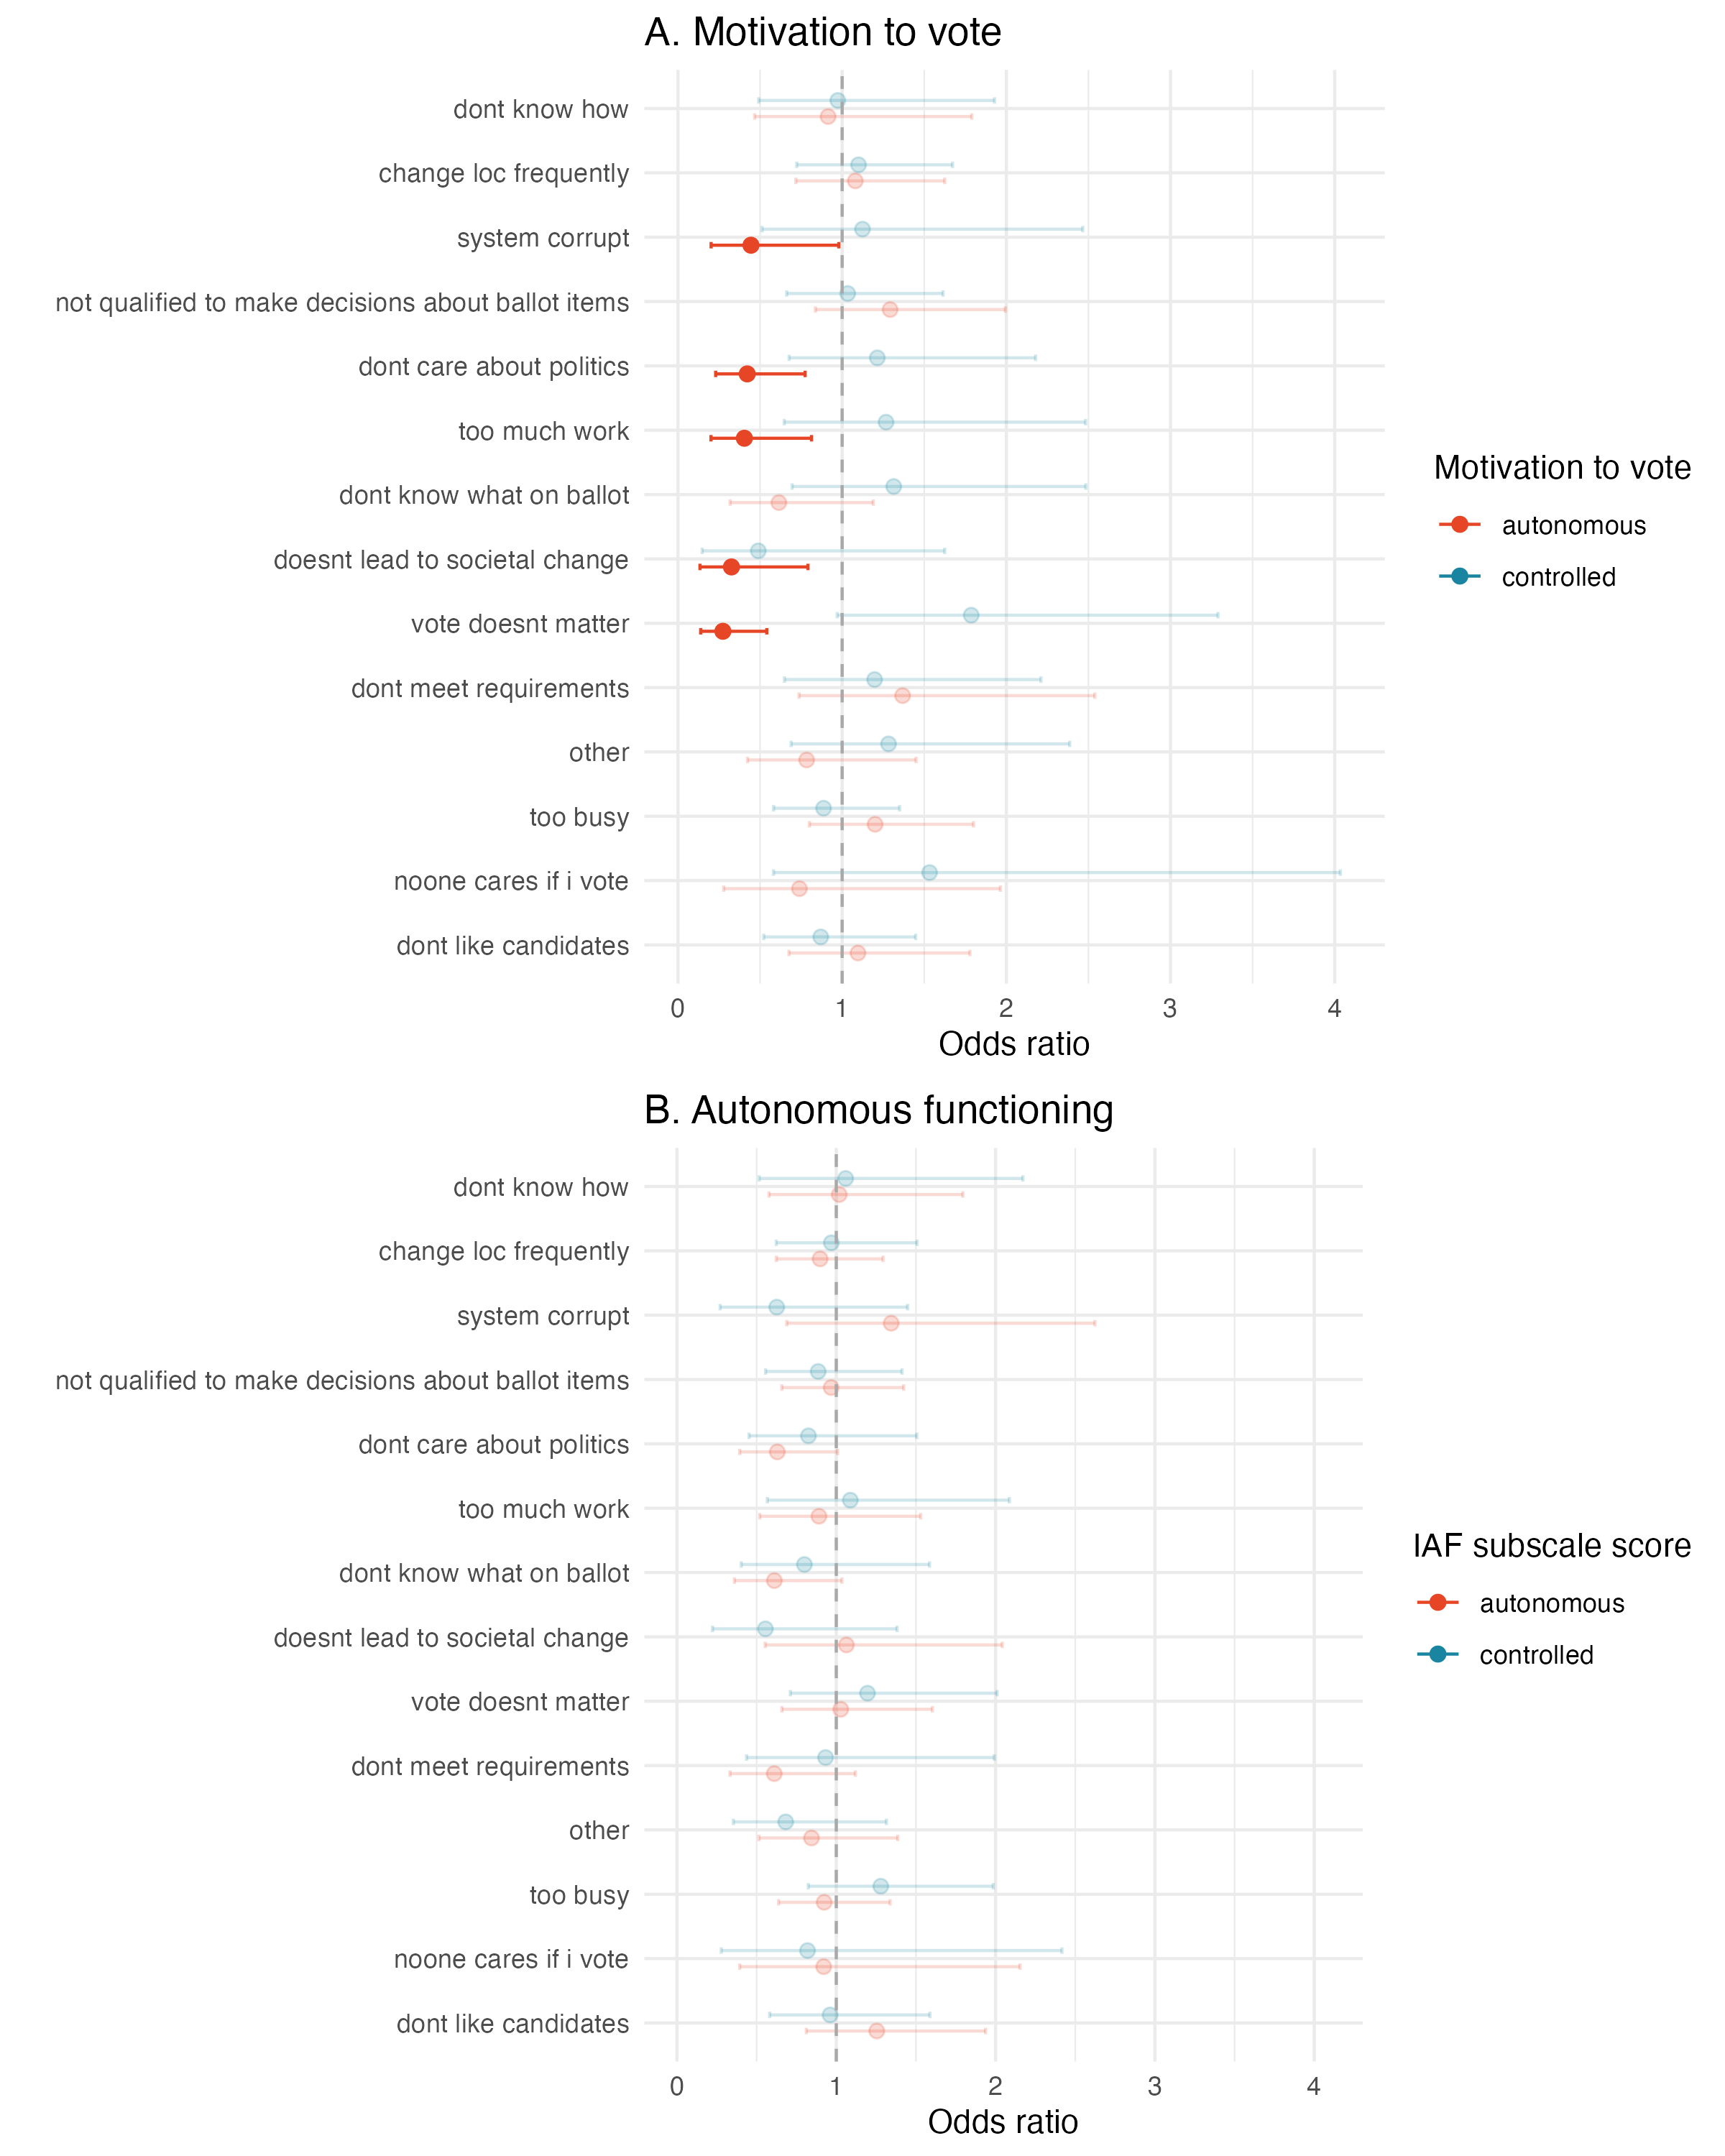 A. Motivation to vote
dont know how
change loc frequently
system corrupt
not qualified to make decisions about ballot items
dont care about politics
too much work
dont know what on ballot
doesnt lead to societal change
vote doesnt matter
dont meet requirements
other
too busy
noone cares if i vote
dont like candidates
0 1 2 3 4
Odds ratio
Motivation to vote
autonomous
controlled
B. Autonomous functioning
dont know how
change loc frequently
system corrupt
not qualified to make decisions about ballot items
dont care about politics
too much work
dont know what on ballot
doesnt lead to societal change
vote doesnt matter
dont meet requirements
other
too busy
noone cares if i vote
dont like candidates
0 1 2 3 4
Odds ratio
IAF subscale score
autonomous
controlled